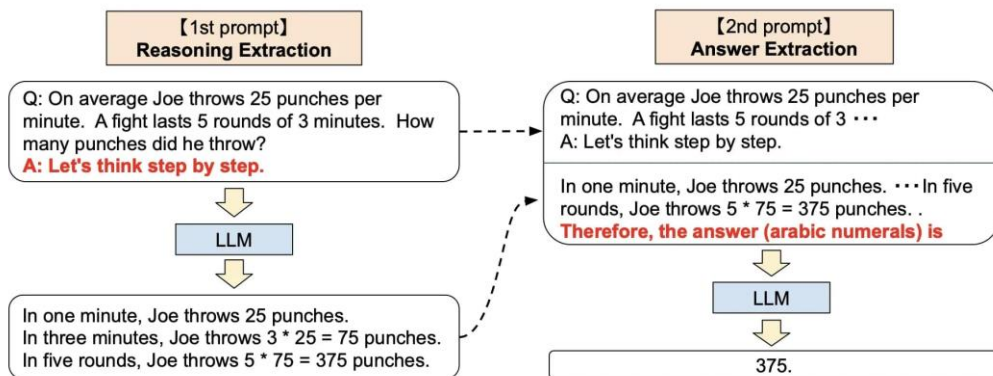 【1st prompt】
Reasoning Extraction
Q: On average Joe throws 25 punches per
minute. A fight lasts 5 rounds of 3 minutes. How
many punches did he throw?
A: Let's think step by step.
LLM
In one minute, Joe throws 25 punches.
In three minutes, Joe throws 3 * 25 = 75 punches.
In five rounds, Joe throws 5 * 75 = 375 punches.
【2nd prompt】
Answer Extraction
Q: On average Joe throws 25 punches per
minute. A fight lasts 5 rounds of 3 ···
A: Let's think step by step.
In one minute, Joe throws 25 punches. ···In five
rounds, Joe throws 5 * 75 = 375 punches. .
Therefore, the answer (arabic numerals) is
LLM
375.